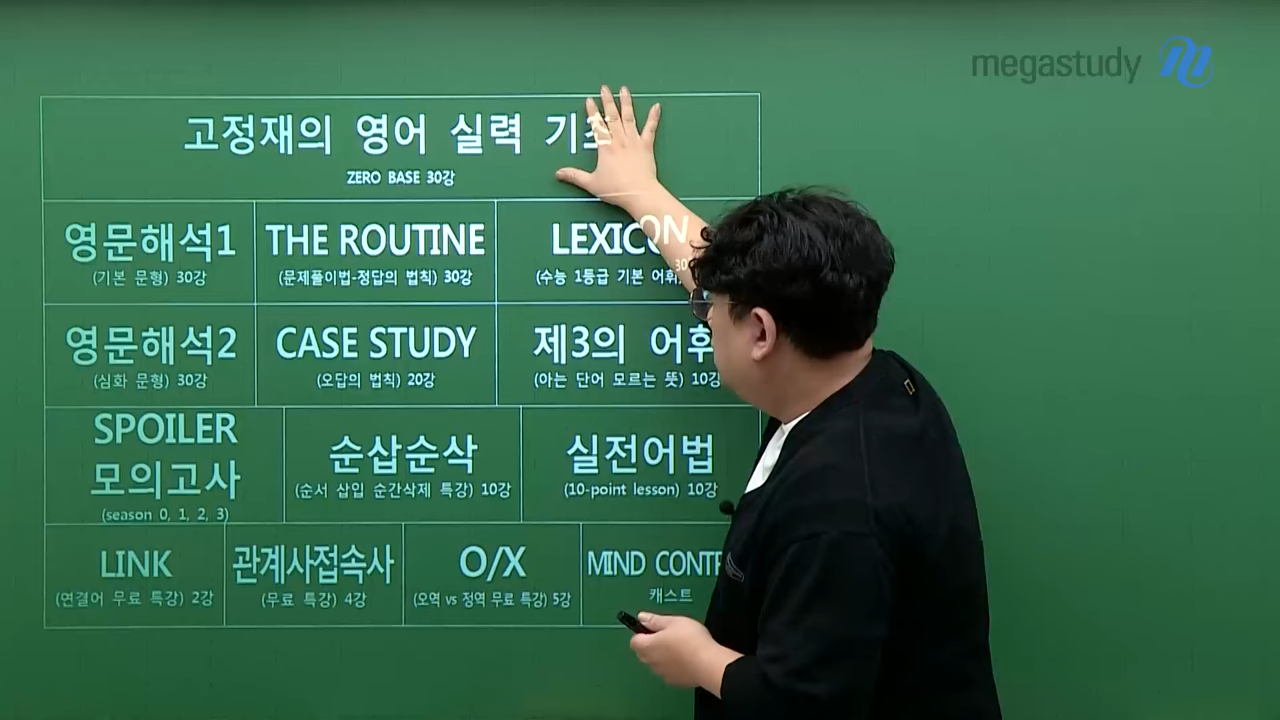 megastudy
고정재의 영어 실력 기초
ZERO BASE 30강
영문해석1
(기본 문형) 30강
THE ROUTINE
(문제풀이법-정답의 법칙) 30강
LEXICON
(수능 1등급 기본 어휘 30
영문해석2
(심화 문형) 30강
CASE STUDY
(오답의 법칙) 20강
제3의 어휘
(아는 단어 모르는 뜻) 10강
SPOILER
모의고사
(season 0, 1, 2, 3)
순삽순삭
(순서 삽입 순간삭제 특강) 10강
실전어법
(10-point lesson) 10강
LINK
(연결어 무료 특강) 2강
관계사접속사
(무료 특강) 4강
O/X
(오역 vs 정역 무료 특강) 5강
MIND CONT
캐스트